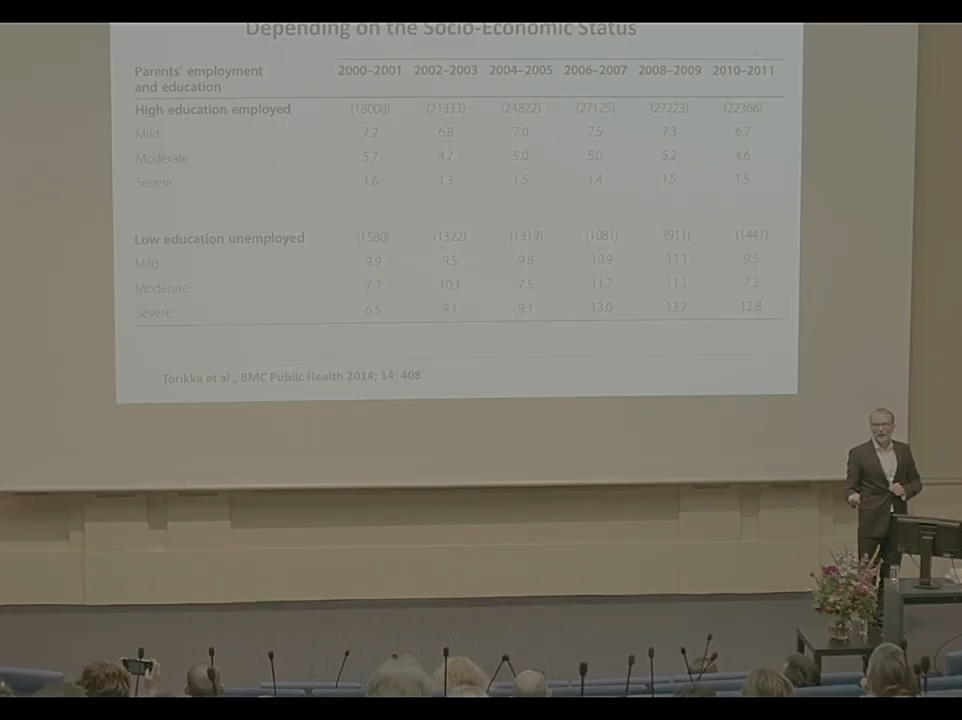 Depending on the Socio-Economic Status
Parents' employment and education 2000–2001 2002–2003 2004–2005 2006–2007 2008–2009 2010–2011
High education employed (18008) (21333) (24822) (27125) (27223) (22366)
Mild 7.2 6.8 7.0 7.5 7.3 6.7
Moderate 5.7 4.7 5.0 5.0 5.2 4.6
Severe 1.6 1.3 1.5 1.4 1.5 1.5
Low education unemployed (1580) (1322) (1319) (1081) (911) (1441)
Mild 9.9 9.5 9.8 10.9 11.1 9.5
Moderate 7.7 10.1 7.5 11.7 11.1 7.2
Severe 6.5 9.1 9.1 13.0 13.7 12.8
Torikka et al., BMC Public Health 2014; 14: 408